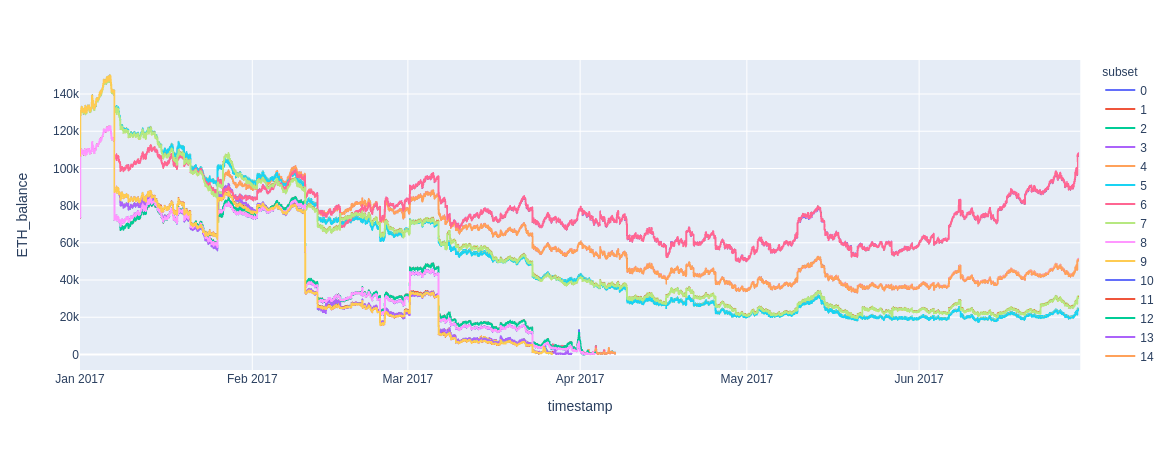 subset
0
1
2
3
4
5
6
7
8
9
10
11
12
13
14
ETH_balance
140k
120k
100k
80k
60k
40k
20k
0
Jan 2017 Feb 2017 Mar 2017 Apr 2017 May 2017 Jun 2017
timestamp